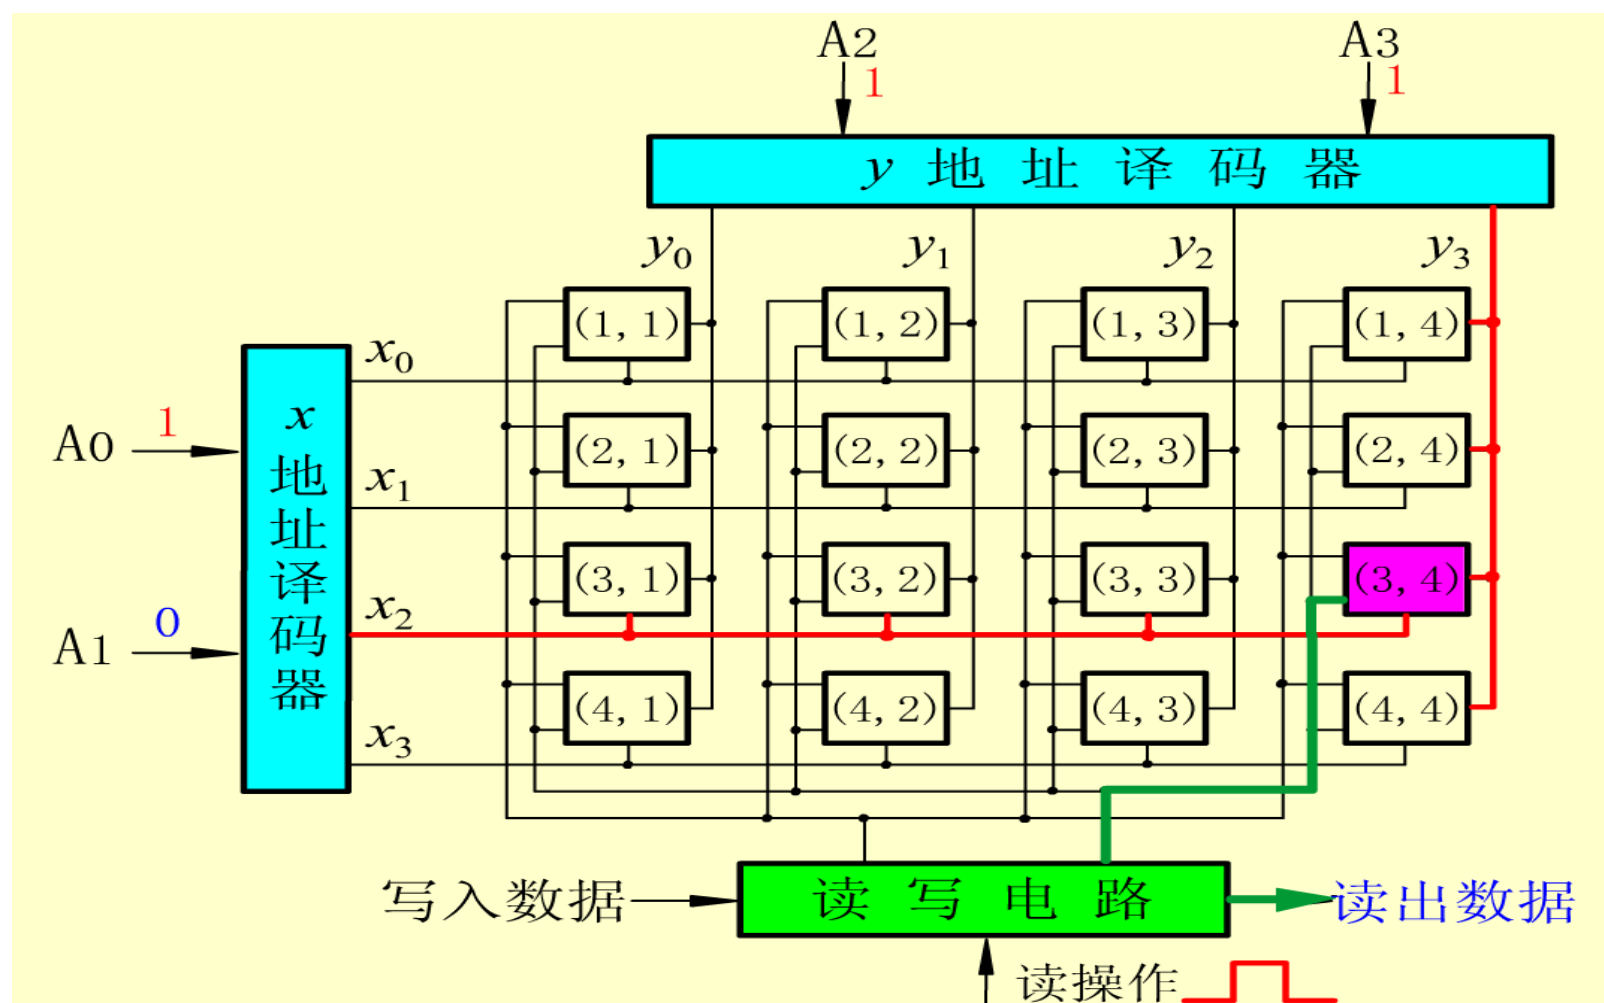 A2 A3
1 1
y 地址译码器
y0 y1 y2 y3
(1, 1) (1, 2) (1, 3) (1, 4)
x0
A0 1
x 地址译码器
(2, 1) (2, 2) (2, 3) (2, 4)
x1
(3, 1) (3, 2) (3, 3) (3, 4)
x2
A1 0
(4, 1) (4, 2) (4, 3) (4, 4)
x3
写入数据 读写电路 读出数据
读操作